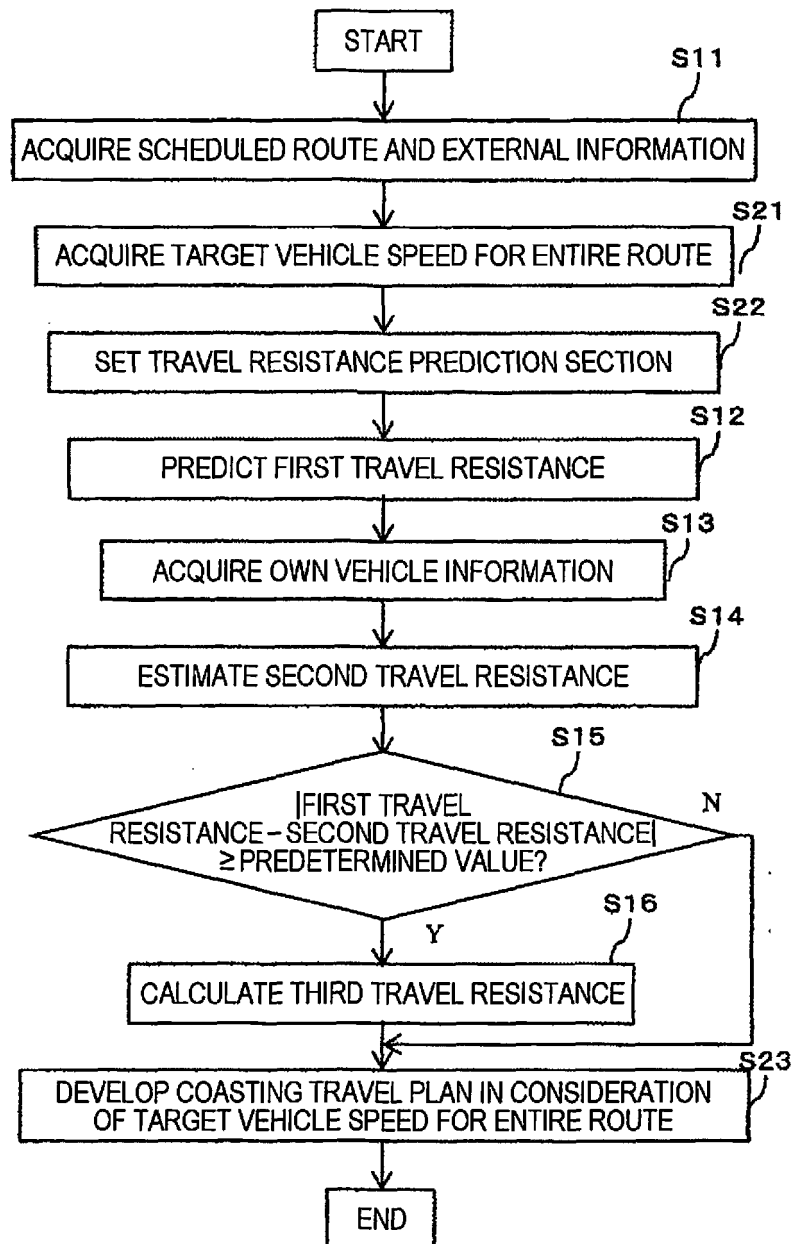 START
S11
ACQUIRE SCHEDULED ROUTE AND EXTERNAL INFORMATION
S21
ACQUIRE TARGET VEHICLE SPEED FOR ENTIRE ROUTE
S22
SET TRAVEL RESISTANCE PREDICTION SECTION
S12
PREDICT FIRST TRAVEL RESISTANCE
S13
ACQUIRE OWN VEHICLE INFORMATION
S14
ESTIMATE SECOND TRAVEL RESISTANCE
S15
|FIRST TRAVEL
RESISTANCE-SECOND TRAVEL RESISTANCE|
≥PREDETERMINED VALUE?
N
Y
S16
CALCULATE THIRD TRAVEL RESISTANCE
S23
DEVELOP COASTING TRAVEL PLAN IN CONSIDERATION
OF TARGET VEHICLE SPEED FOR ENTIRE ROUTE
END